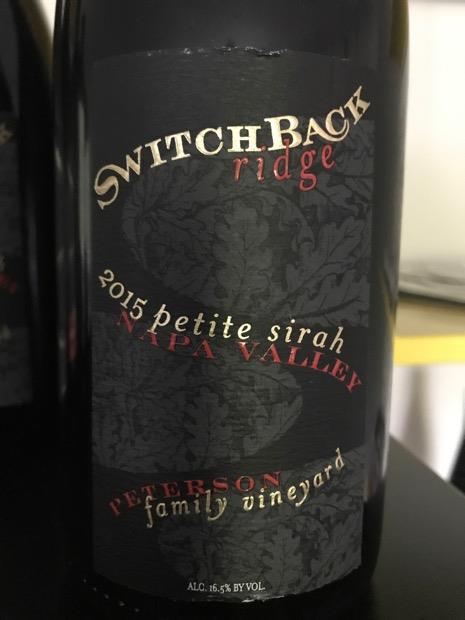 SWITCHBACK
ridge
2015 petite sirah
NAPA VALLEY
PETERSON
family vineyard
ALC. 16.5% BY VOL.